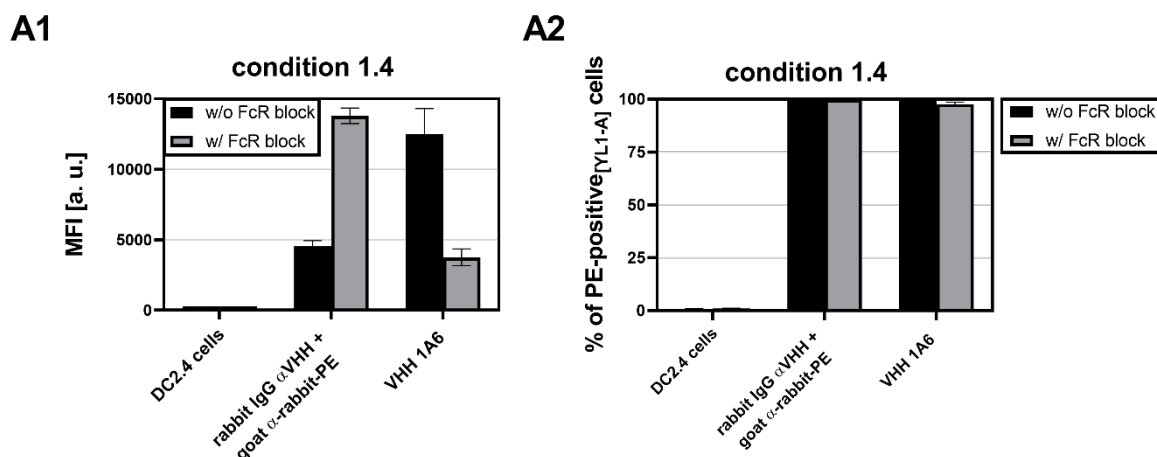 A1
condition 1.4
w/o FcR block
w/ FcR block
MFI [a. u.]
15000
10000
5000
0
DC2.4 cells
rabbit IgG αVHH +
goat α-rabbit-PE
VHH 1A6
A2
condition 1.4
% of PE-positive[YL1-A] cells
100
75
50
25
0
DC2.4 cells
rabbit IgG αVHH +
goat α-rabbit-PE
VHH 1A6
w/o FcR block
w/ FcR block